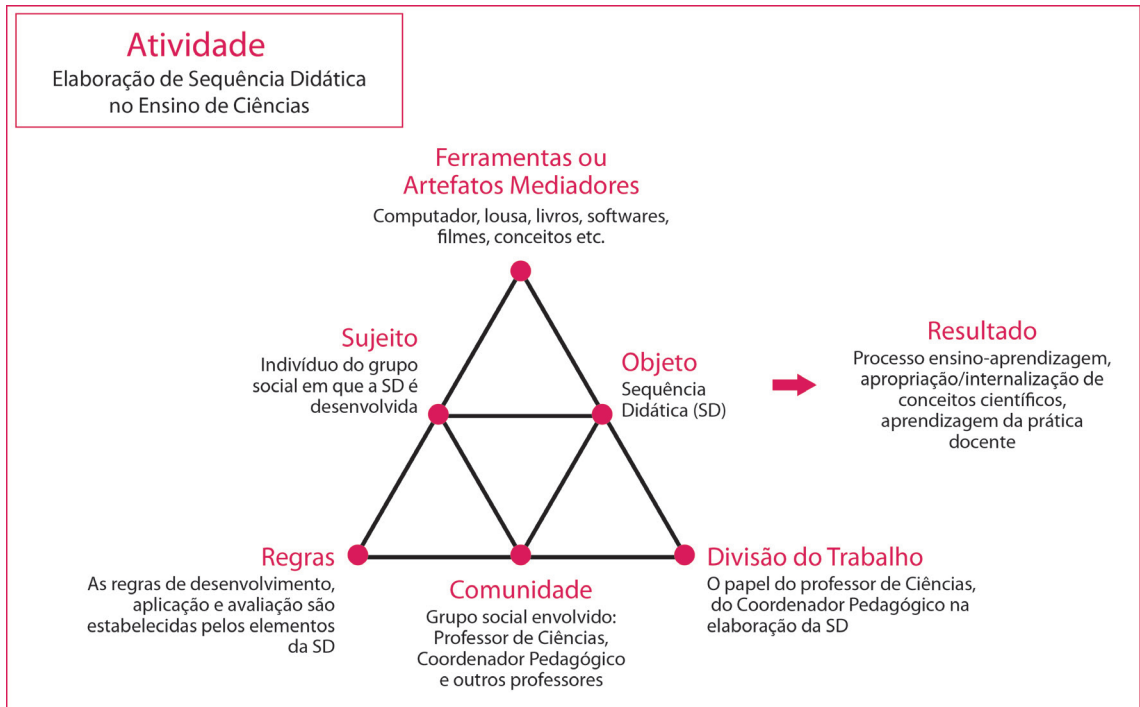 Atividade
Elaboração de Sequência Didática
no Ensino de Ciências
Ferramentas ou
Artefatos Mediadores
Computador, lousa, livros, softwares,
filmes, conceitos etc.
Sujeito
Indivíduo do grupo
social em que a SD é
desenvolvida
Objeto
Sequência
Didática (SD)
Resultado
Processo ensino-aprendizagem,
apropriação/internalização de
conceitos científicos,
aprendizagem da prática
docente
Regras
As regras de desenvolvimento,
aplicação e avaliação são
estabelecidas pelos elementos
da SD
Comunidade
Grupo social envolvido:
Professor de Ciências,
Coordenador Pedagógico
e outros professores
Divisão do Trabalho
O papel do professor de Ciências,
do Coordenador Pedagógico na
elaboração da SD